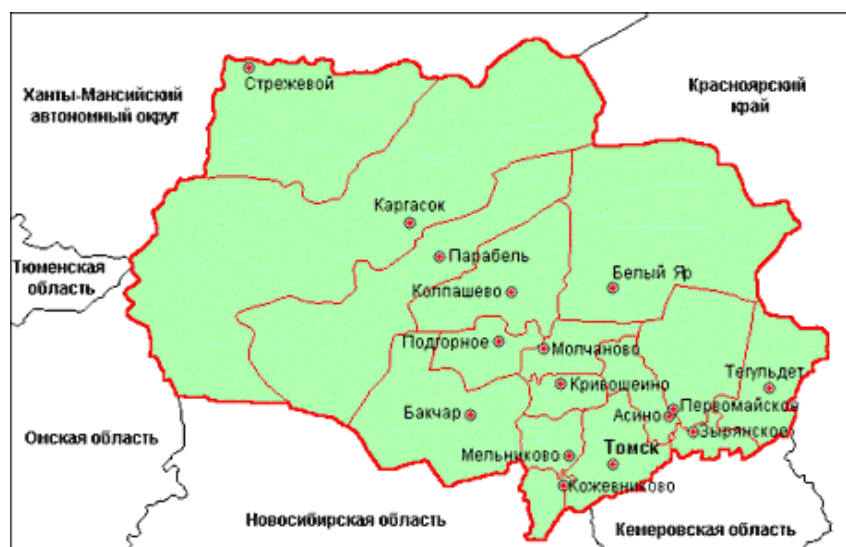 Стрежевой
Ханты-Мансийский
автономный округ
Красноярский
край
Каргасок
Парабель
Тюменская
область
Белый Яр
Колпашево
Подгорное
Молчаново
Тегульдет
Кривошеино
Первомайское
Бакчар
Асино
Зырянское
Онская область
Мельниково
Томск
Кожевниково
Новосибирская область
Кемеровская область